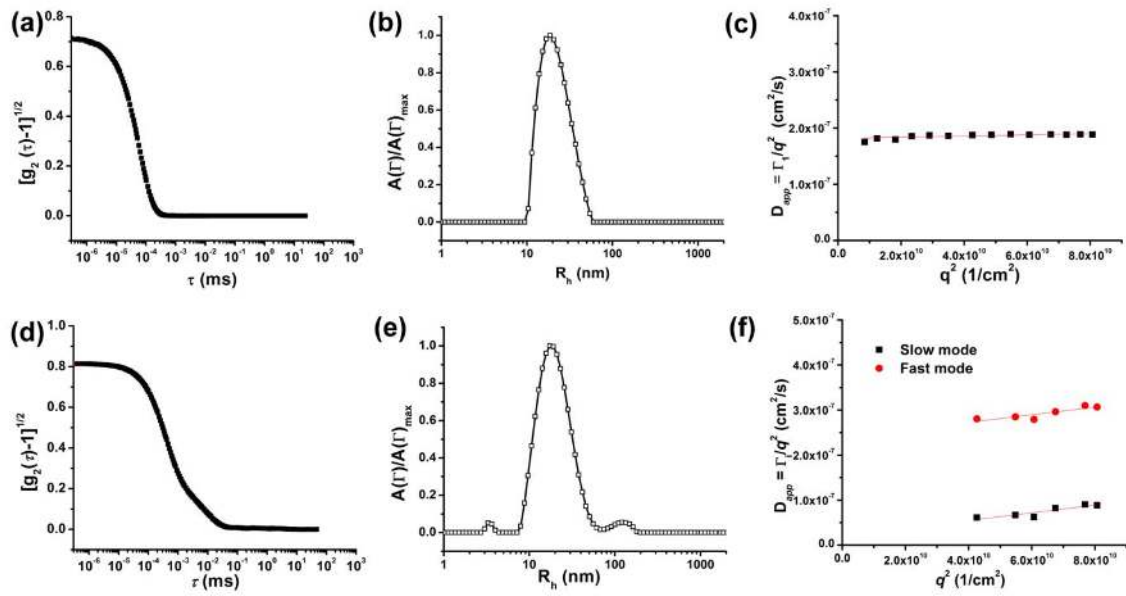 (a)
0.8
0.6
0.4
0.2
0.0
[g₂(τ)-1]^1/2
10⁻⁶ 10⁻⁵ 10⁻⁴ 10⁻³ 10⁻² 10⁻¹ 10⁰ 10¹ 10² 10³
τ (ms)
(b)
1.0
0.8
0.6
0.4
0.2
0.0
A(Γ)/A(Γ)max
1 10 100 1000
Rh (nm)
(c)
4.0x10⁻⁷
3.0x10⁻⁷
2.0x10⁻⁷
1.0x10⁻⁷
0.0
Dapp = Γ₁/q² (cm²/s)
0.0 2.0x10¹⁰ 4.0x10¹⁰ 6.0x10¹⁰ 8.0x10¹⁰
q² (1/cm²)
(d)
1.0
0.8
0.6
0.4
0.2
0.0
[g₂(τ)-1]^1/2
10⁻⁶ 10⁻⁵ 10⁻⁴ 10⁻³ 10⁻² 10⁻¹ 10⁰ 10¹ 10² 10³
τ (ms)
(e)
1.0
0.8
0.6
0.4
0.2
0.0
A(Γ)/A(Γ)max
1 10 100 1000
Rh (nm)
(f)
5.0x10⁻⁷
4.0x10⁻⁷
3.0x10⁻⁷
2.0x10⁻⁷
1.0x10⁻⁷
0.0
Dapp = Γ/q² (cm²/s)
Slow mode
Fast mode
0.0 2.0x10¹⁰ 4.0x10¹⁰ 6.0x10¹⁰ 8.0x10¹⁰
q² (1/cm²)